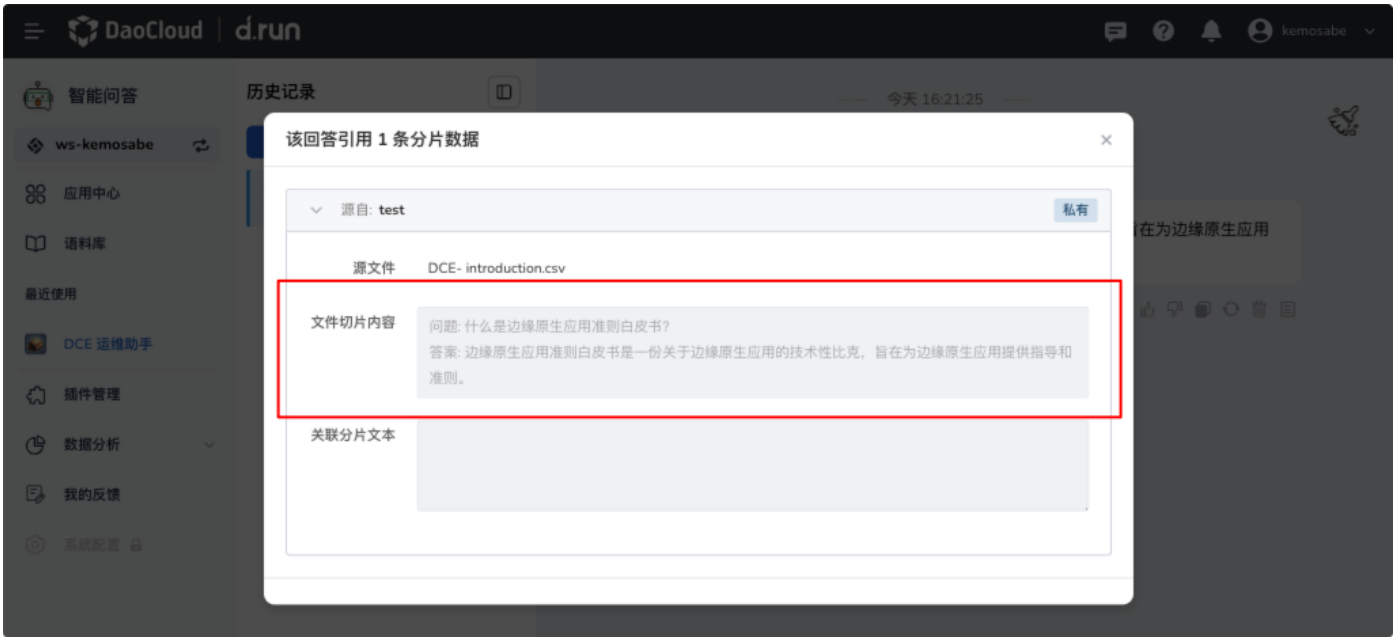 DaoCloud d.run
kemosabe
智能问答
历史记录
今天 16:21:25
ws-kemosabe
该回答引用 1 条分片数据
应用中心
源自: test
私有
语料库
旨在为边缘原生应用
源文件 DCE- introduction.csv
最近使用
文件切片内容
问题: 什么是边缘原生应用准则白皮书?
答案: 边缘原生应用准则白皮书是一份关于边缘原生应用的技术性比克，旨在为边缘原生应用提供指导和
准则。
DCE 运维助手
插件管理
关联分片文本
数据分析
我的反馈
系统配置